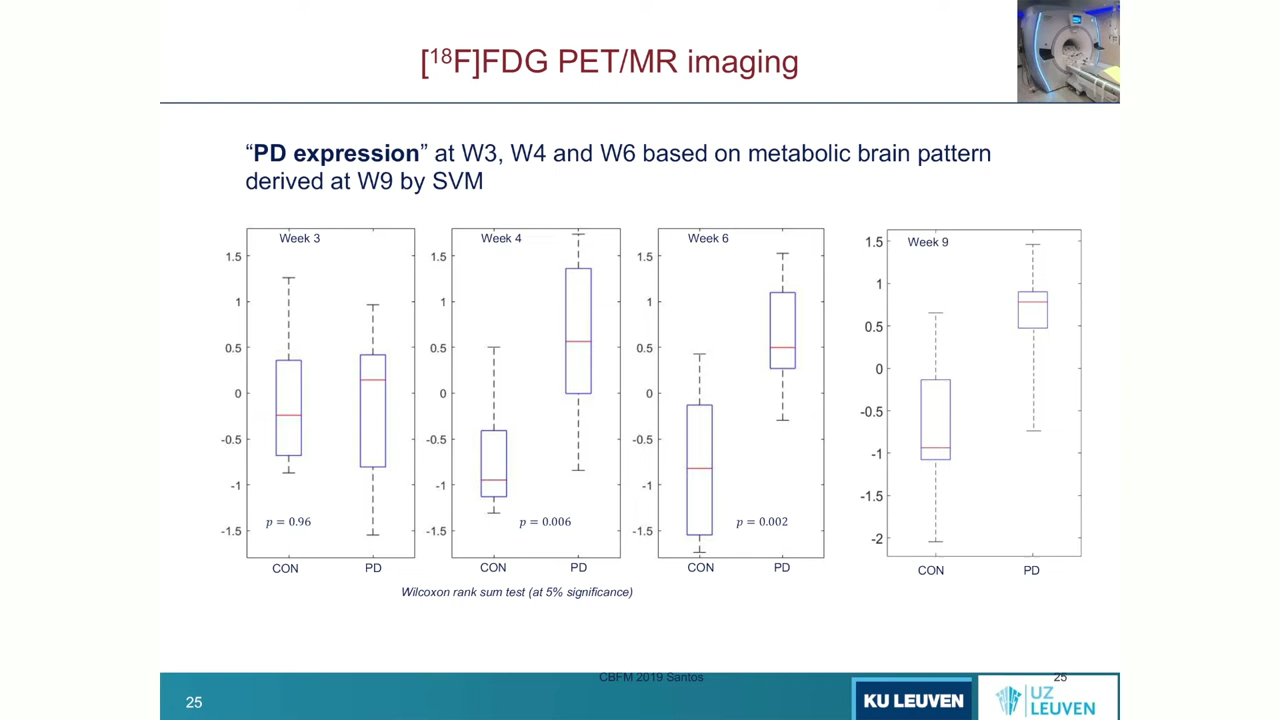 [¹⁸F]FDG PET/MR imaging
“PD expression” at W3, W4 and W6 based on metabolic brain pattern
derived at W9 by SVM
Week 3
1.5
1
0.5
0
-0.5
-1
-1.5
p = 0.96
CON PD
Week 4
1.5
1
0.5
0
-0.5
-1
-1.5
p = 0.006
CON PD
Week 6
1.5
1
0.5
0
-0.5
-1
-1.5
p = 0.002
CON PD
Week 9
1.5
1
0.5
0
-0.5
-1
-1.5
-2
CON PD
Wilcoxon rank sum test (at 5% significance)
CBFM 2019 Santos
25
25
KU LEUVEN
UZ
LEUVEN